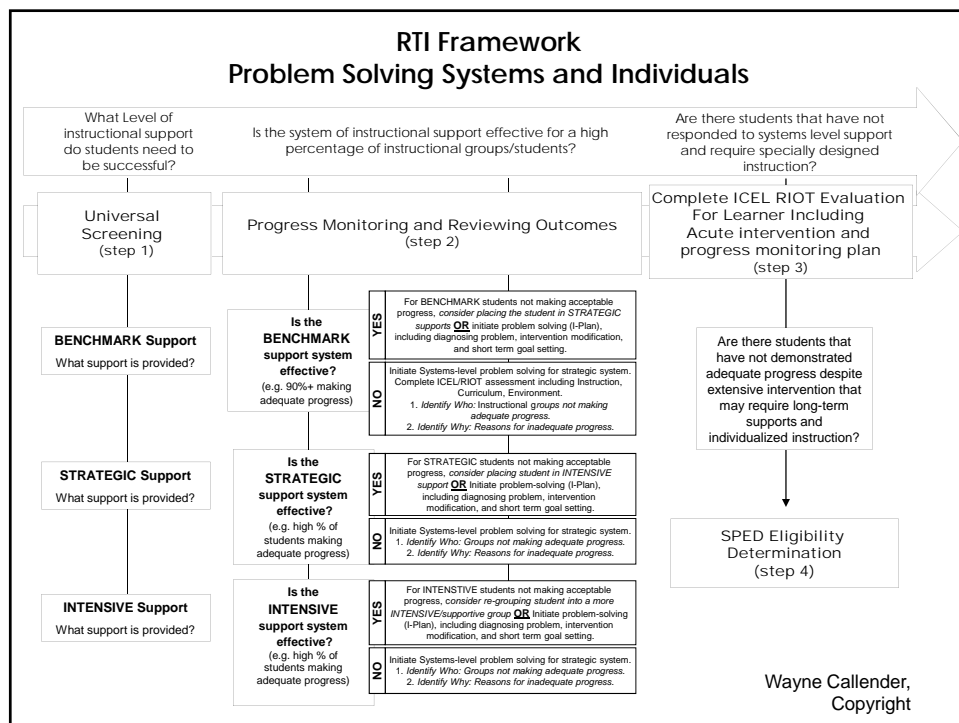 RTI Framework
Problem Solving Systems and Individuals
What Level of
instructional support
do students need to
be successful?
Is the system of instructional support effective for a high
percentage of instructional groups/students?
Are there students that have not
responded to systems level support
and require specially designed
instruction?
Universal
Screening
(step 1)
Progress Monitoring and Reviewing Outcomes
(step 2)
Complete ICEL RIOT Evaluation
For Learner Including
Acute intervention and
progress monitoring plan
(step 3)
BENCHMARK Support
What support is provided?
Is the
BENCHMARK
support system
effective?
(e.g. 90%+ making
adequate progress)
YES
For BENCHMARK students not making acceptable
progress, consider placing the student in STRATEGIC
supports OR initiate problem solving (I-Plan),
including diagnosing problem, intervention modification,
and short term goal setting.
NO
Initiate Systems-level problem solving for strategic system.
Complete ICEL/RIOT assessment including Instruction,
Curriculum, Environment.
1. Identify Who: Instructional groups not making
adequate progress.
2. Identify Why: Reasons for inadequate progress.
STRATEGIC Support
What support is provided?
Is the
STRATEGIC
support system
effective?
(e.g. high % of
students making
adequate progress)
YES
For STRATEGIC students not making acceptable
progress, consider placing student in INTENSIVE
support OR Initiate problem-solving (I-Plan),
including diagnosing problem, intervention
modification, and short term goal setting.
NO
Initiate Systems-level problem solving for strategic system.
1. Identify Who: Groups not making adequate progress.
2. Identify Why: Reasons for inadequate progress.
INTENSIVE Support
What support is provided?
Is the
INTENSIVE
support system
effective?
(e.g. high % of
students making
adequate progress)
YES
For INTENSTIVE students not making acceptable
progress, consider re-grouping student into a more
INTENSIVE/supportive group OR Initiate problem-solving
(I-Plan), including diagnosing problem, intervention
modification, and short term goal setting.
NO
Initiate Systems-level problem solving for strategic system.
1. Identify Who: Groups not making adequate progress.
2. Identify Why: Reasons for inadequate progress.
Are there students that
have not demonstrated
adequate progress despite
extensive intervention that
may require long-term
supports and
individualized instruction?
SPED Eligibility
Determination
(step 4)
Wayne Callender,
Copyright